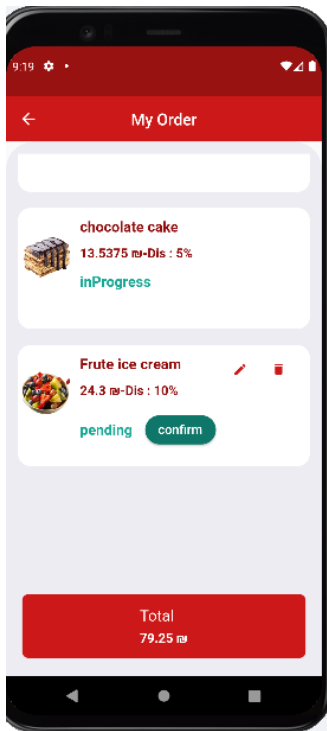 9:19
My Order
chocolate cake
13.5375 ₪-Dis : 5%
inProgress
Frute ice cream
24.3 ₪-Dis : 10%
pending
confirm
Total
79.25 ₪